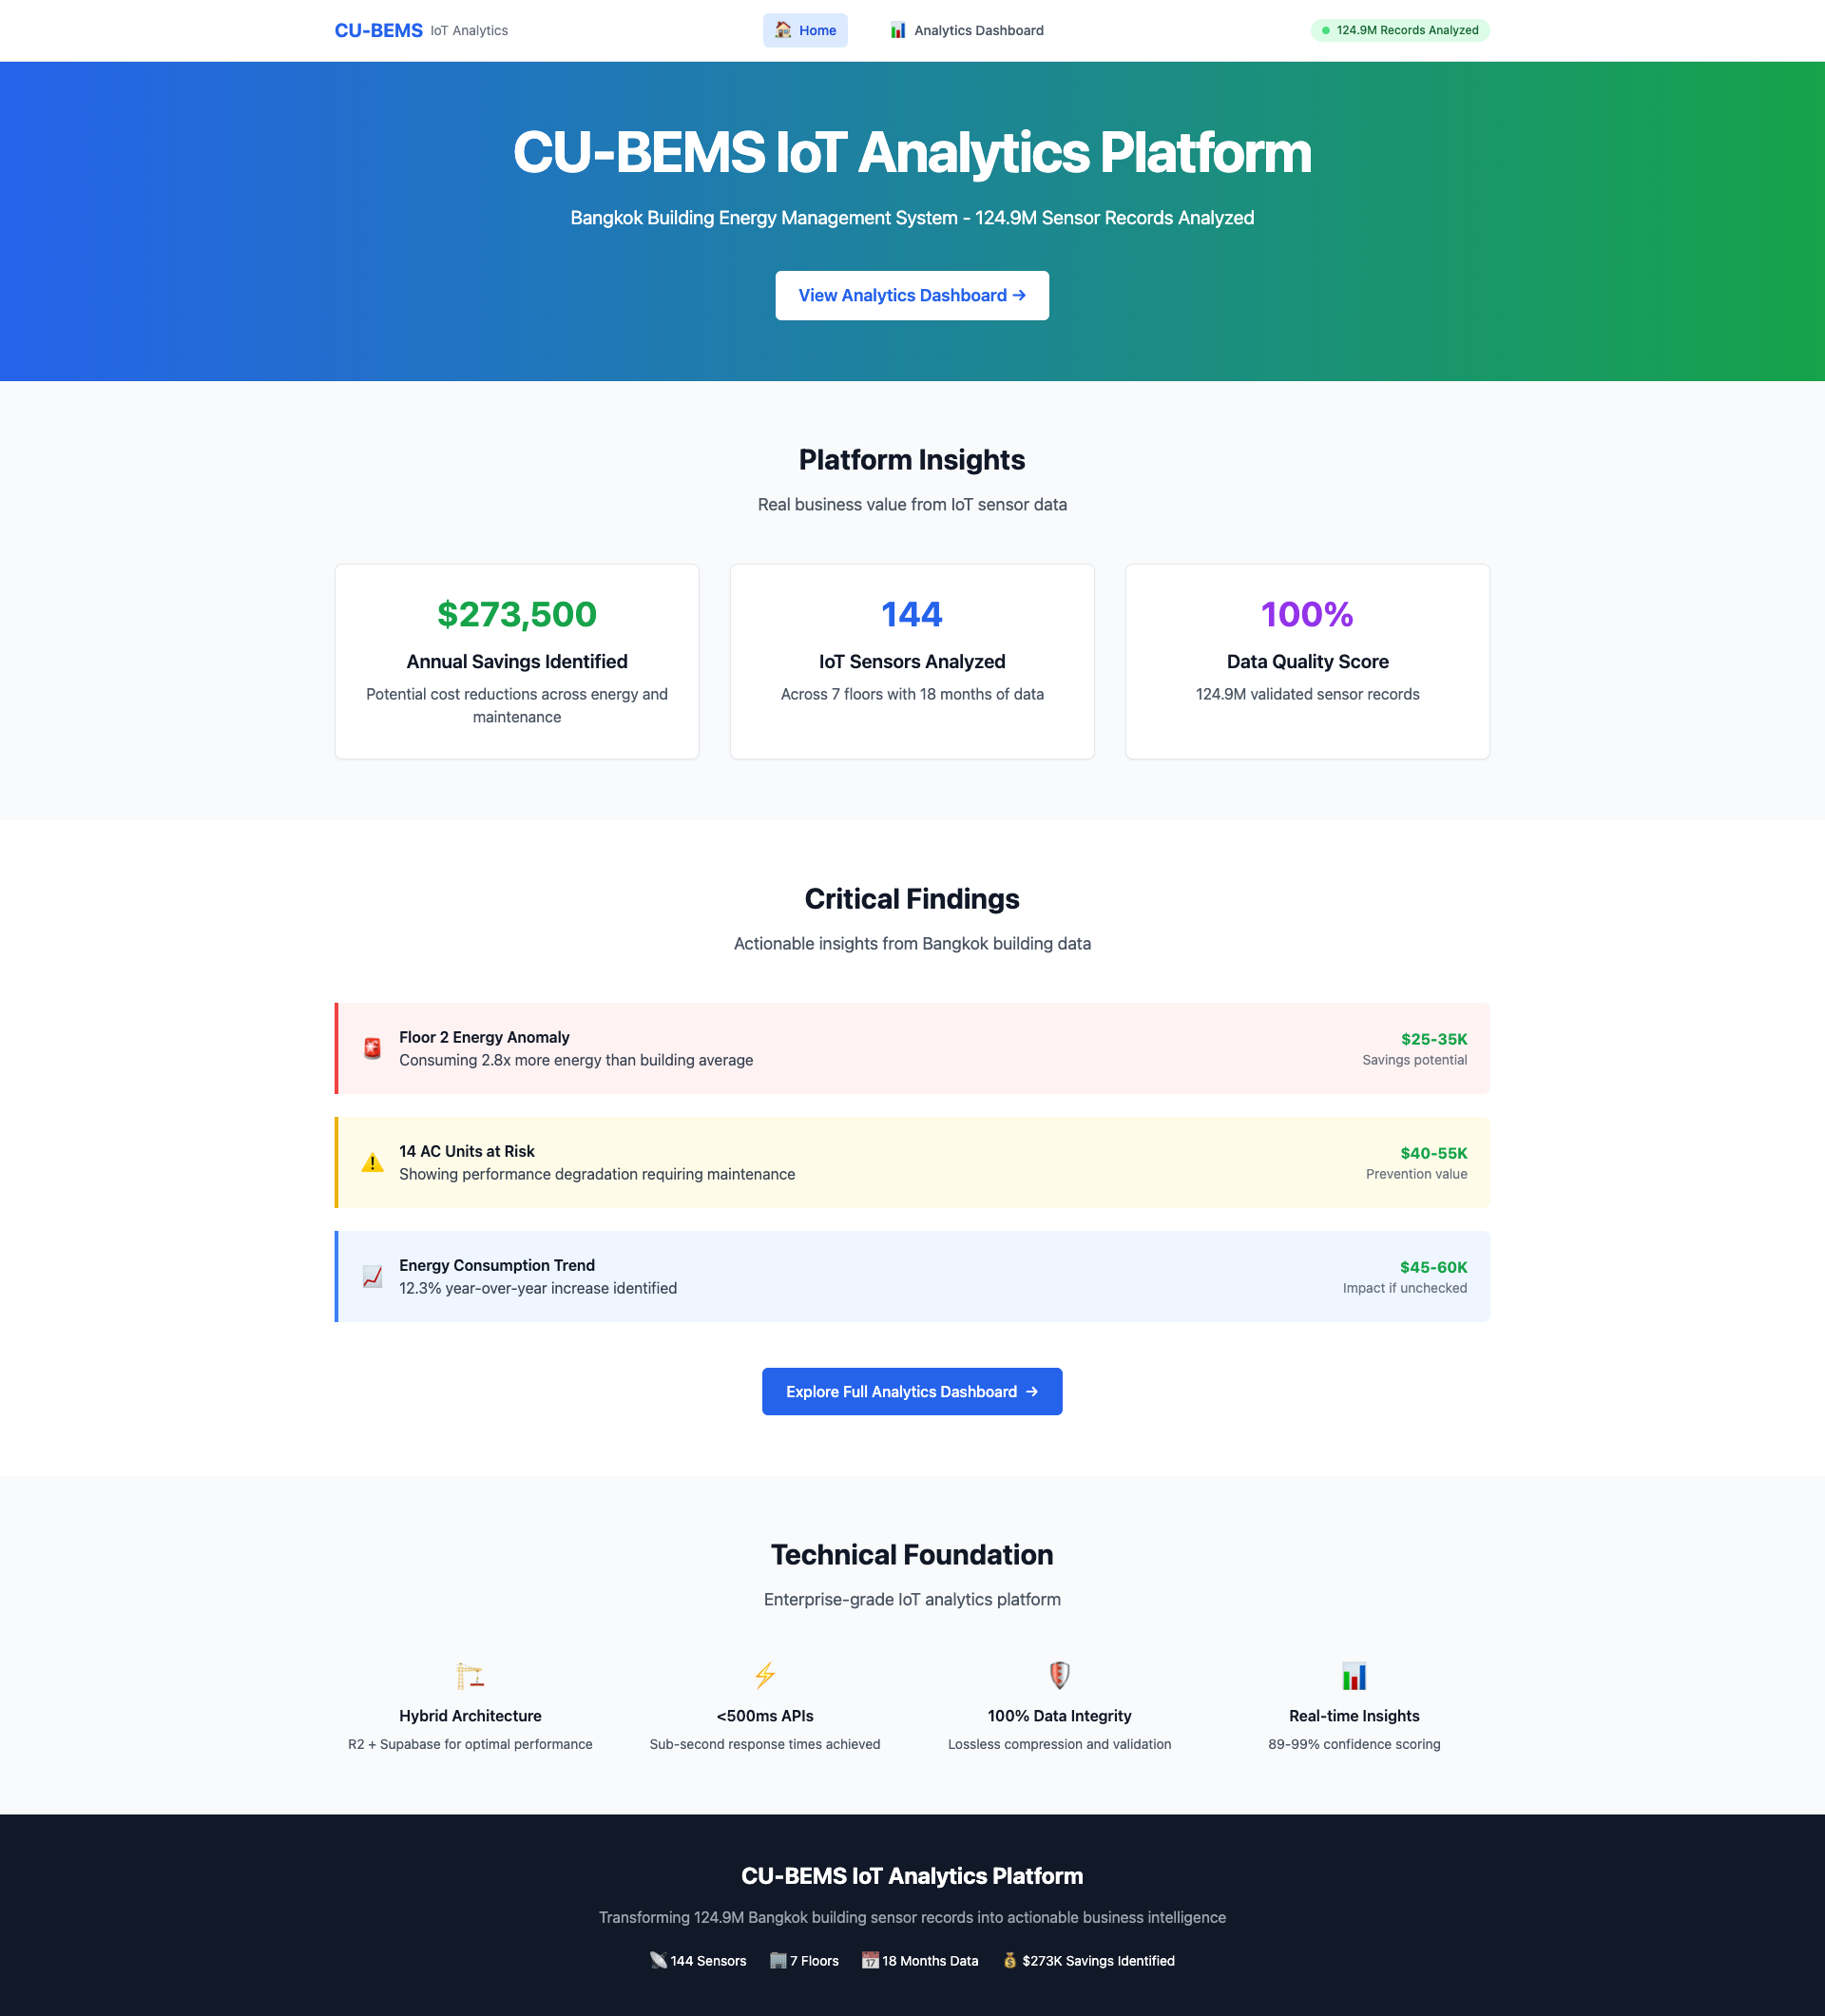 CU-BEMS IoT Analytics
Home
Analytics Dashboard
124.9M Records Analyzed
CU-BEMS IoT Analytics Platform
Bangkok Building Energy Management System - 124.9M Sensor Records Analyzed
View Analytics Dashboard →
Platform Insights
Real business value from IoT sensor data
$273,500
Annual Savings Identified
Potential cost reductions across energy and
maintenance
144
IoT Sensors Analyzed
Across 7 floors with 18 months of data
100%
Data Quality Score
124.9M validated sensor records
Critical Findings
Actionable insights from Bangkok building data
Floor 2 Energy Anomaly
Consuming 2.8x more energy than building average
$25-35K
Savings potential
14 AC Units at Risk
Showing performance degradation requiring maintenance
$40-55K
Prevention value
Energy Consumption Trend
12.3% year-over-year increase identified
$45-60K
Impact if unchecked
Explore Full Analytics Dashboard →
Technical Foundation
Enterprise-grade IoT analytics platform
Hybrid Architecture
R2 + Supabase for optimal performance
<500ms APIs
Sub-second response times achieved
100% Data Integrity
Lossless compression and validation
Real-time Insights
89-99% confidence scoring
CU-BEMS IoT Analytics Platform
Transforming 124.9M Bangkok building sensor records into actionable business intelligence
144 Sensors
7 Floors
18 Months Data
$273K Savings Identified